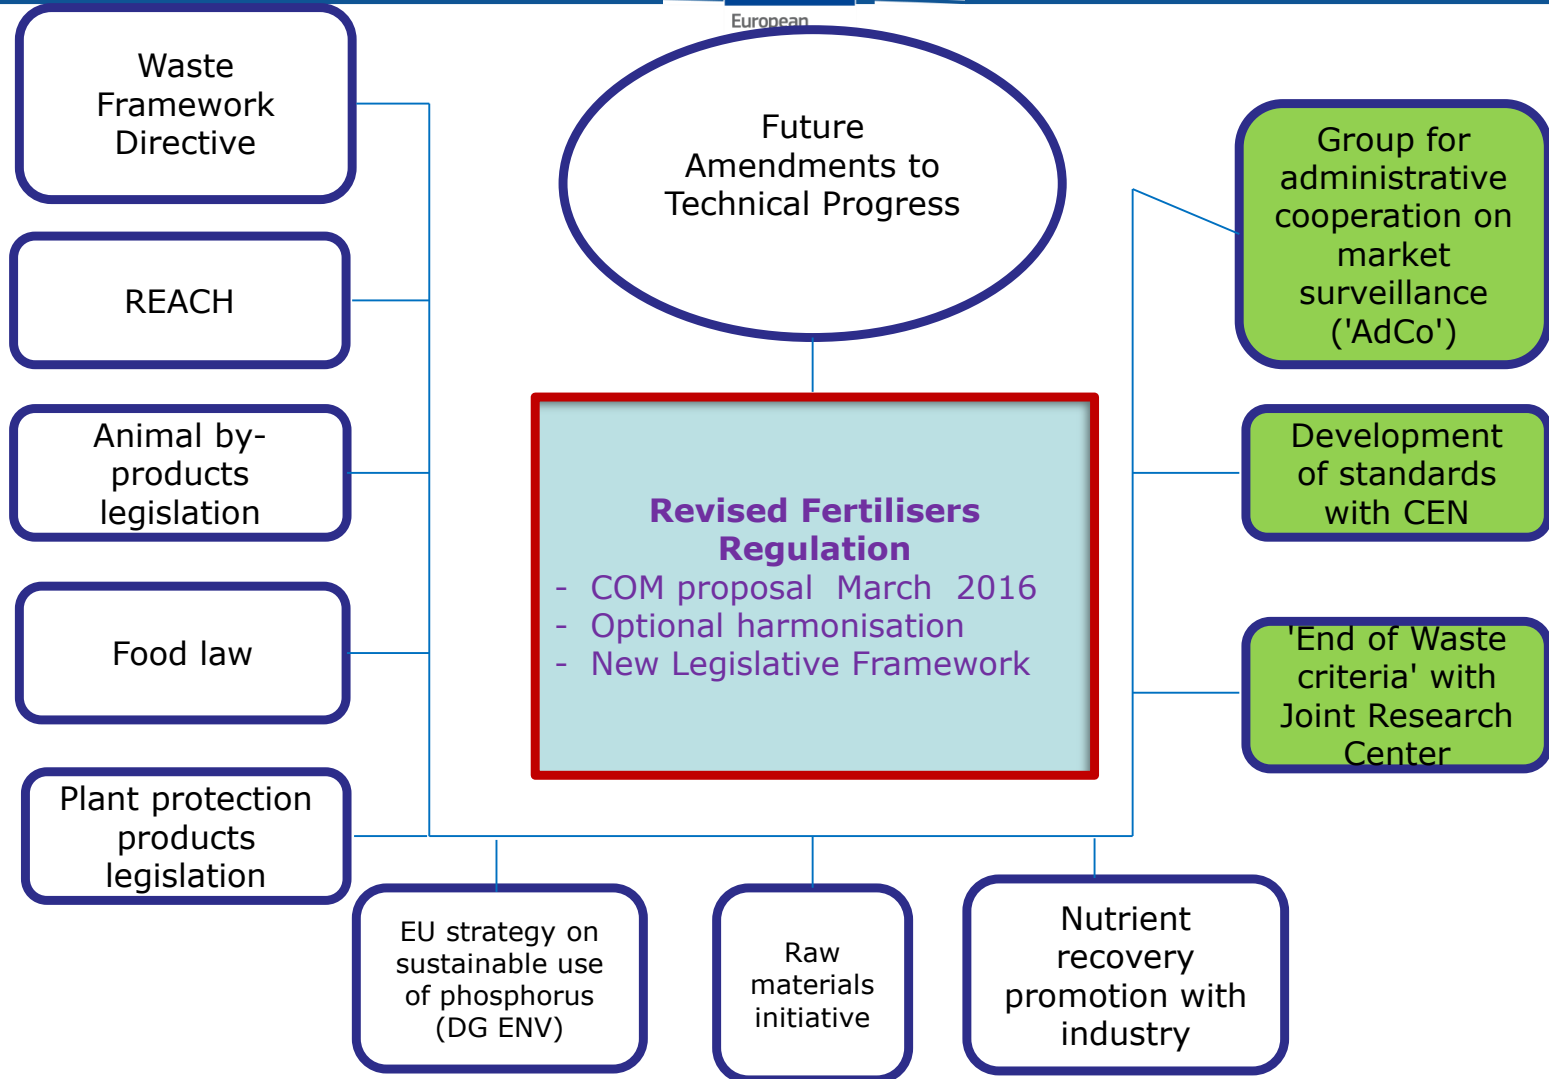 European
Waste
Framework
Directive
REACH
Animal by-
products
legislation
Food law
Plant protection
products
legislation
Future
Amendments to
Technical Progress
Revised Fertilisers
Regulation
- COM proposal March 2016
- Optional harmonisation
- New Legislative Framework
Group for
administrative
cooperation on
market
surveillance
('AdCo')
Development
of standards
with CEN
'End of Waste
criteria' with
Joint Research
Center
EU strategy on
sustainable use
of phosphorus
(DG ENV)
Raw
materials
initiative
Nutrient
recovery
promotion with
industry